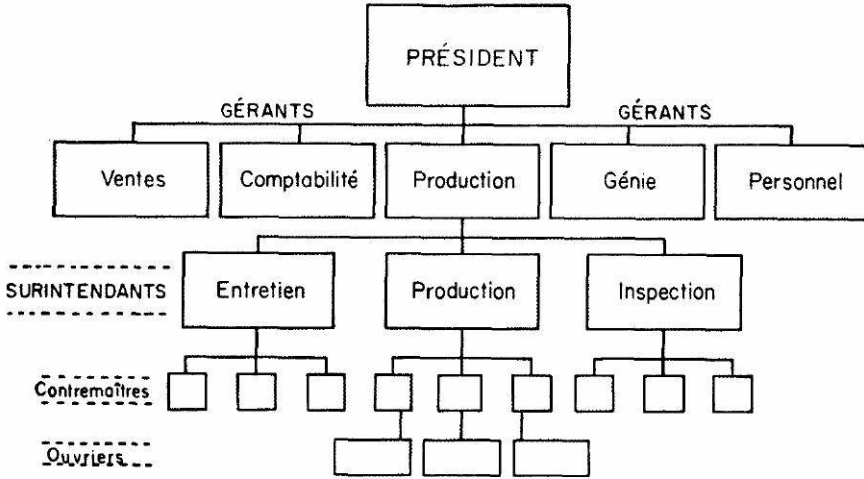 PRÉSIDENT
GÉRANTS GÉRANTS
Ventes Comptabilité Production Génie Personnel
SURINTENDANTS Entretien Production Inspection
Contremaîtres
Ouvriers